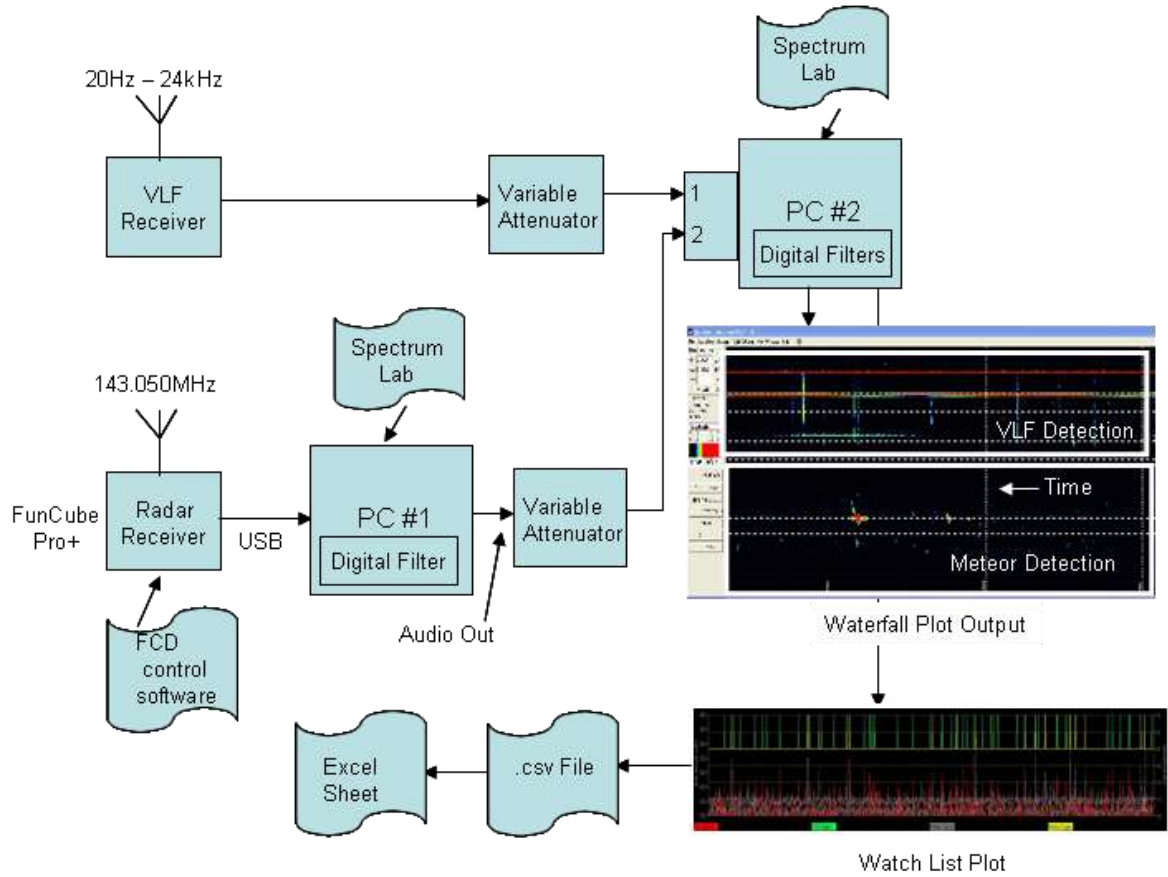 Spectrum
Lab
20Hz – 24kHz
VLF
Receiver
Variable
Attenuator
1
2
PC #2
Digital Filters
Spectrum
Lab
143.050MHz
FunCube
Pro+
Radar
Receiver
USB
PC #1
Digital Filter
Variable
Attenuator
Audio Out
FCD
control
software
VLF Detection
Time
Meteor Detection
Waterfall Plot Output
Excel
Sheet
.csv File
Watch List Plot